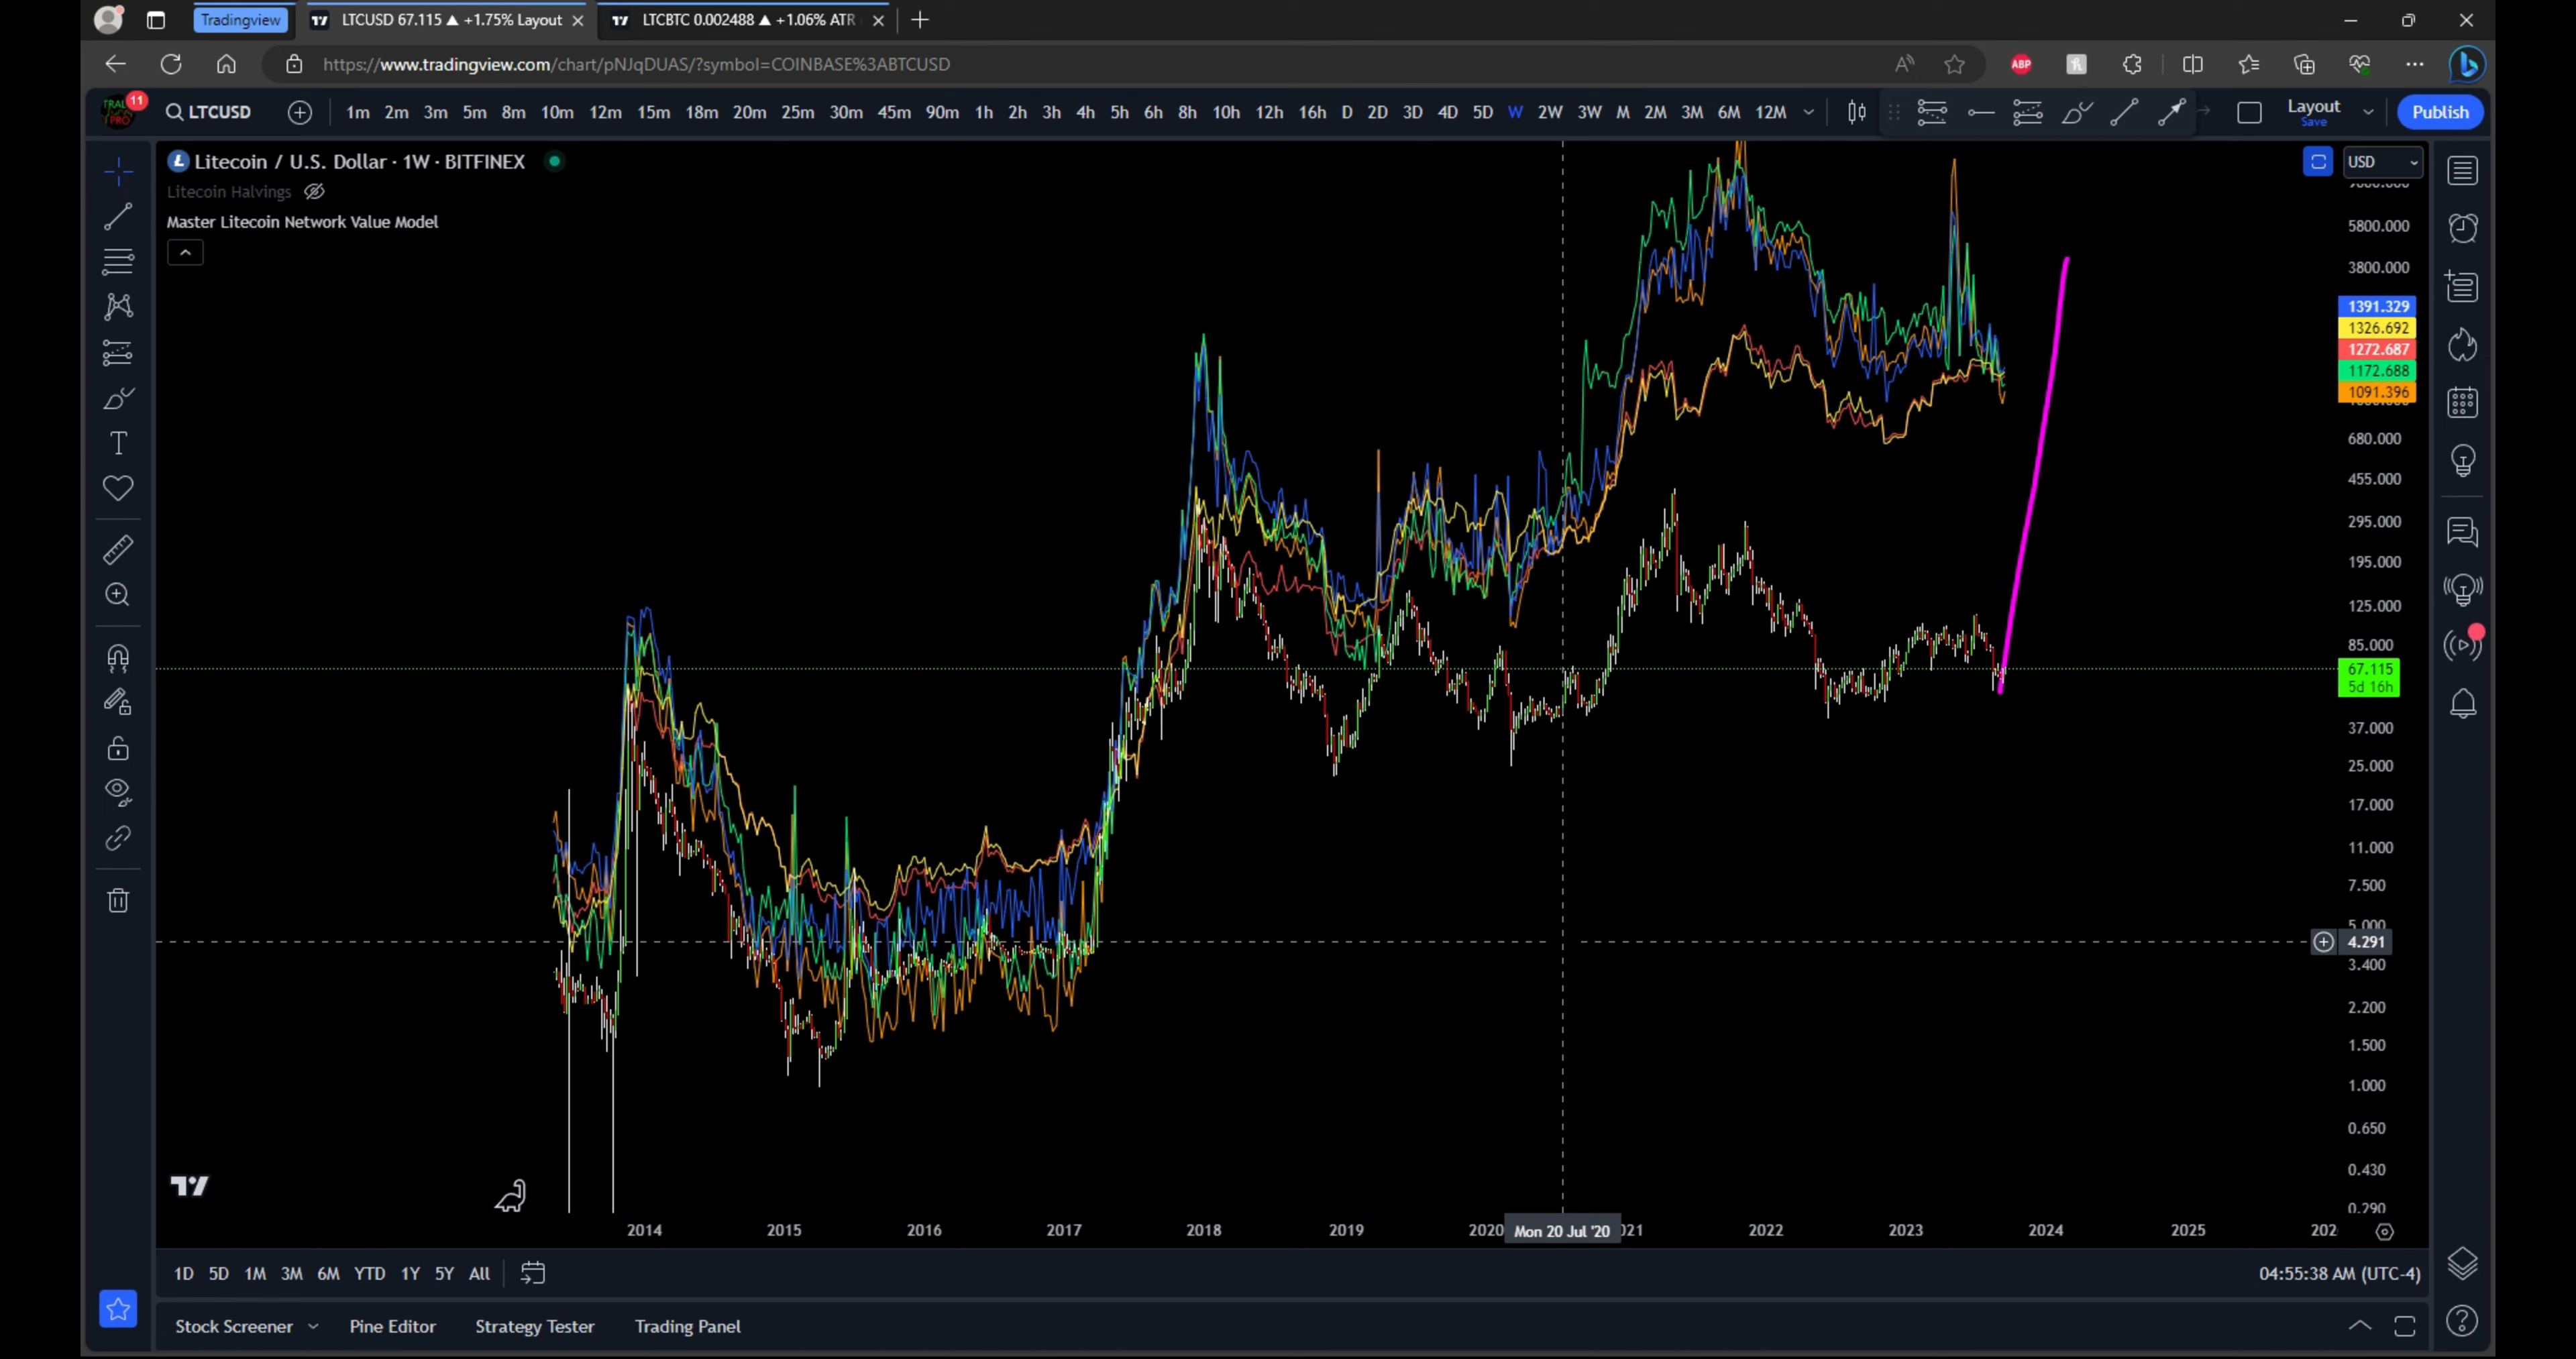 Tradingview
LTCUSD 67.115 ▲ +1.75% Layout
LTCBTC 0.002488 ▲ +1.06% ATR
https://www.tradingview.com/chart/pNJqDUAS/?symbol=COINBASE%3ABTCUSD
ABP
11
PRO
LTCUSD
1m 2m 3m 5m 8m 10m 12m 15m 18m 20m 25m 30m 45m 90m 1h 2h 3h 4h 5h 6h 8h 10h 12h 16h D 2D 3D 4D 5D W 2W 3W M 2M 3M 6M 12M
Layout
Save
Publish
Litecoin / U.S. Dollar · 1W · BITFINEX
USD
Litecoin Halvings
Master Litecoin Network Value Model
5800.000
3800.000
1391.329
1326.692
1272.687
1172.688
1091.396
680.000
455.000
295.000
195.000
125.000
85.000
67.115
5d 16h
37.000
25.000
17.000
11.000
7.500
5.000
4.291
3.400
2.200
1.500
1.000
0.650
0.430
0.290
2014 2015 2016 2017 2018 2019 2020 Mon 20 Jul '20 2022 2023 2024 2025
1D 5D 1M 3M 6M YTD 1Y 5Y All
04:55:38 AM (UTC-4)
Stock Screener Pine Editor Strategy Tester Trading Panel